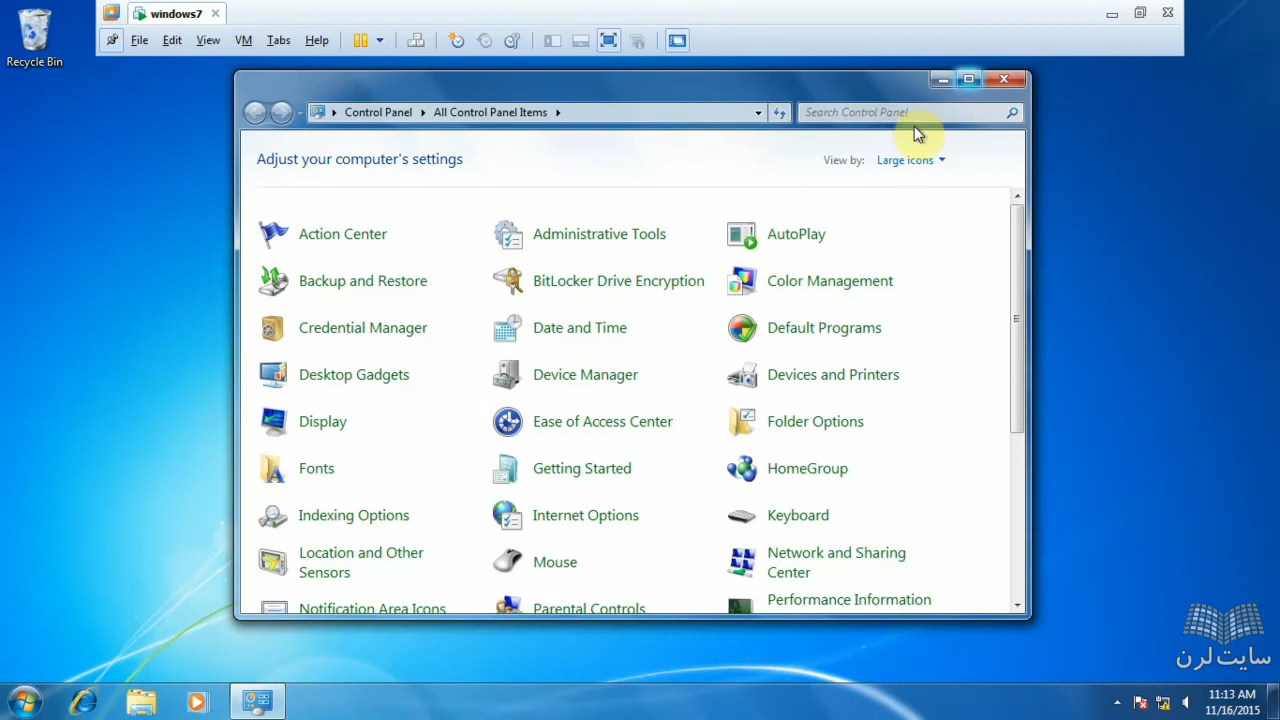 windows7
File Edit View VM Tabs Help
Recycle Bin
Control Panel All Control Panel Items
Search Control Panel
Adjust your computer's settings
View by: Large icons
Action Center
Administrative Tools
AutoPlay
Backup and Restore
BitLocker Drive Encryption
Color Management
Credential Manager
Date and Time
Default Programs
Desktop Gadgets
Device Manager
Devices and Printers
Display
Ease of Access Center
Folder Options
Fonts
Getting Started
HomeGroup
Indexing Options
Internet Options
Keyboard
Location and Other
Sensors
Mouse
Network and Sharing
Center
Notification Area Icons
Parental Controls
Performance Information
سایت لرن
11:13 AM
11/16/2015